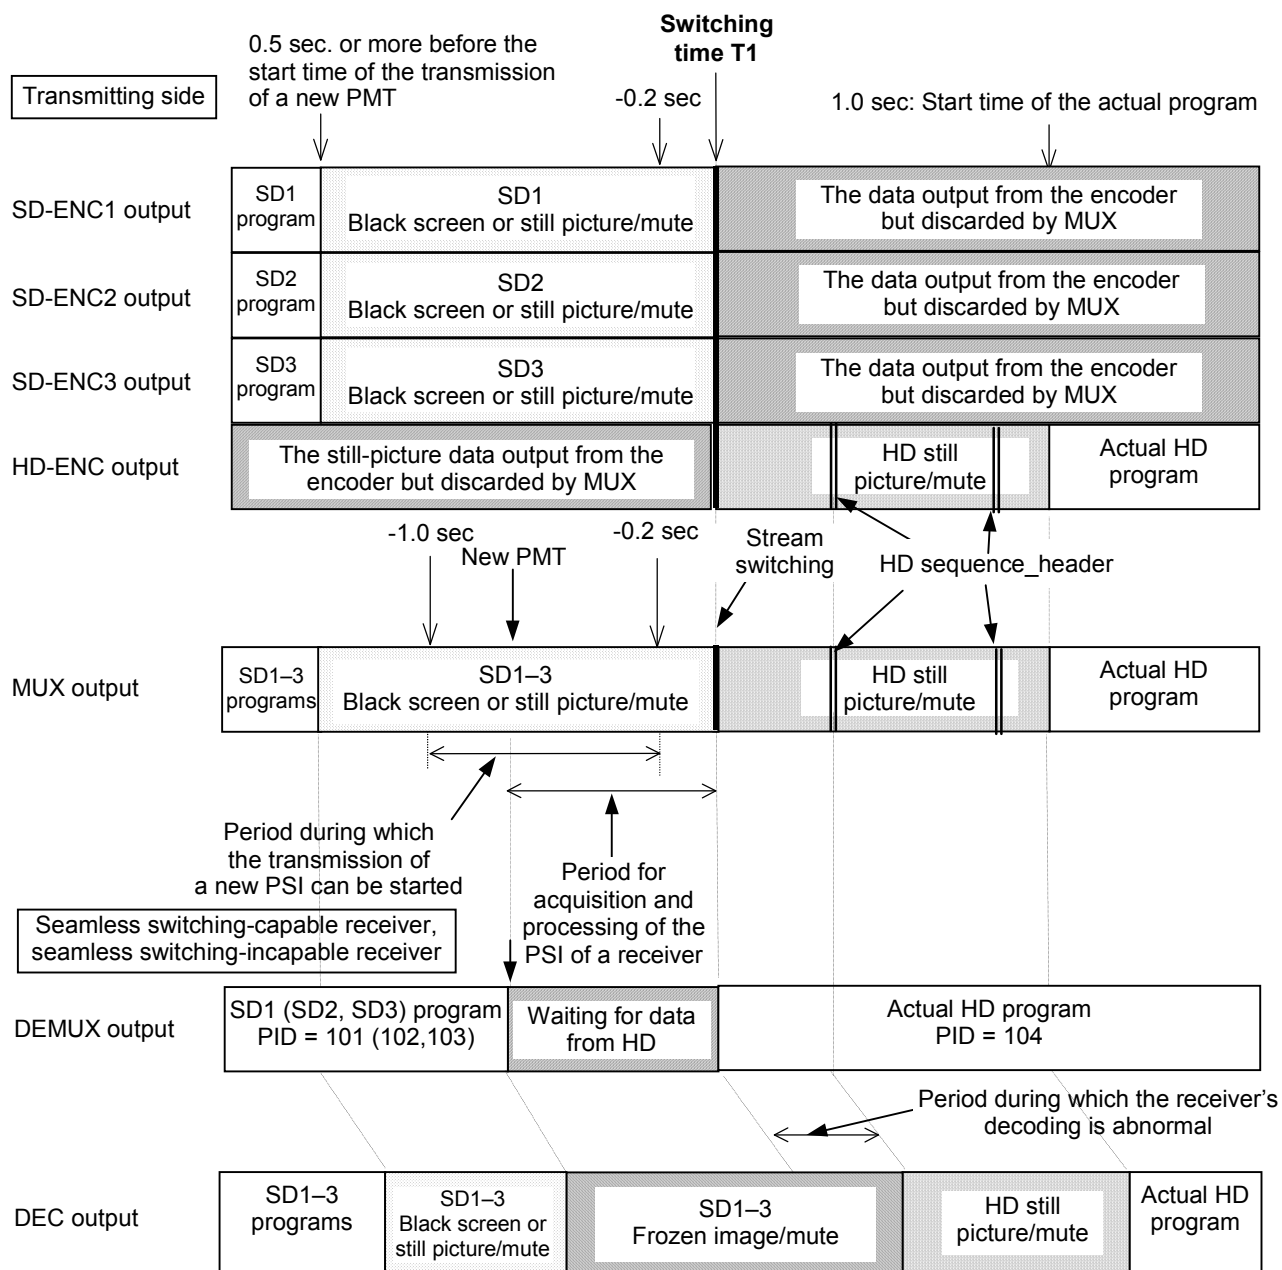 Switching
time T1
0.5 sec. or more before the
start time of the transmission
of a new PMT
-0.2 sec
1.0 sec: Start time of the actual program
Transmitting side
SD-ENC1 output
SD1
program
SD1
Black screen or still picture/mute
The data output from the encoder
but discarded by MUX
SD-ENC2 output
SD2
program
SD2
Black screen or still picture/mute
The data output from the encoder
but discarded by MUX
SD-ENC3 output
SD3
program
SD3
Black screen or still picture/mute
The data output from the encoder
but discarded by MUX
HD-ENC output
The still-picture data output from the
encoder but discarded by MUX
HD still
picture/mute
Actual HD
program
-1.0 sec
New PMT
-0.2 sec
Stream
switching
HD sequence_header
MUX output
SD1–3
programs
SD1–3
Black screen or still picture/mute
HD still
picture/mute
Actual HD
program
Period during which
the transmission of
a new PSI can be started
Period for
acquisition and
processing of the
PSI of a receiver
Seamless switching-capable receiver,
seamless switching-incapable receiver
DEMUX output
SD1 (SD2, SD3) program
PID = 101 (102,103)
Waiting for data
from HD
Actual HD program
PID = 104
Period during which the receiver's
decoding is abnormal
DEC output
SD1–3
programs
SD1–3
Black screen or
still picture/mute
SD1–3
Frozen image/mute
HD still
picture/mute
Actual HD
program